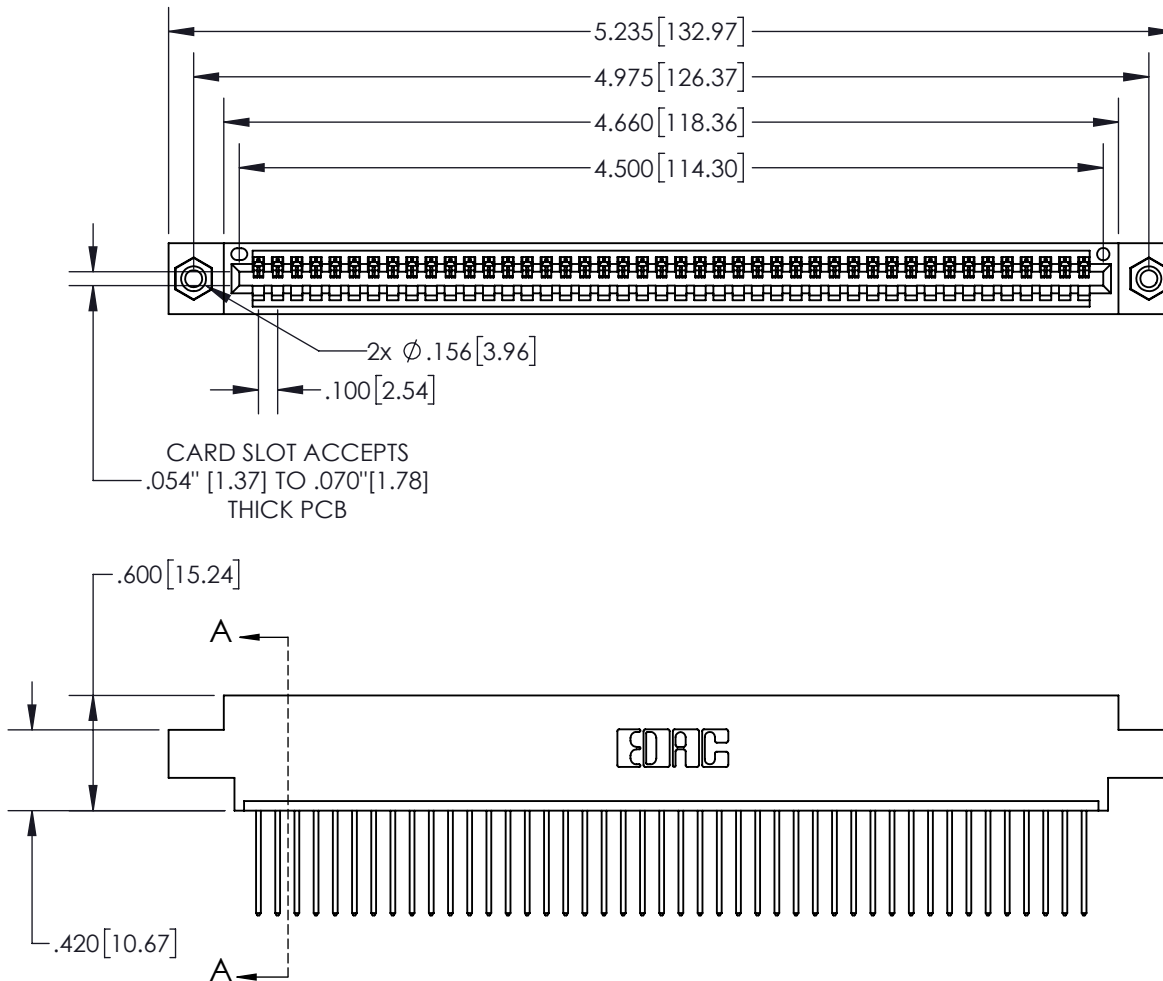 5.235[132.97]
4.975[126.37]
4.660[118.36]
4.500[114.30]
2x Ø.156[3.96]
.100[2.54]
CARD SLOT ACCEPTS
.054" [1.37] TO .070"[1.78]
THICK PCB
.600[15.24]
A
EDAC
.420[10.67]
A